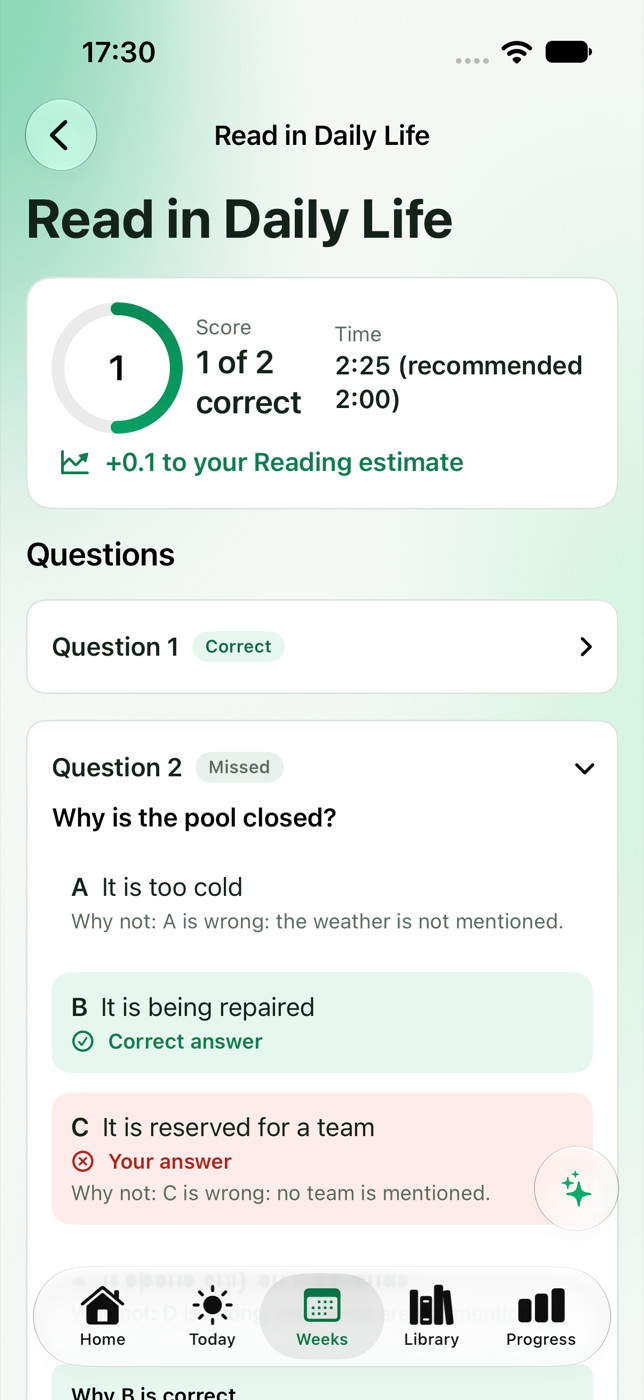 17:30
Read in Daily Life
Read in Daily Life
1
Score
1 of 2
correct
Time
2:25 (recommended
2:00)
+0.1 to your Reading estimate
Questions
Question 1 Correct
Question 2 Missed
Why is the pool closed?
A It is too cold
Why not: A is wrong: the weather is not mentioned.
B It is being repaired
Correct answer
C It is reserved for a team
Your answer
Why not: C is wrong: no team is mentioned.
Home
Today
Weeks
Library
Progress
Why B is correct